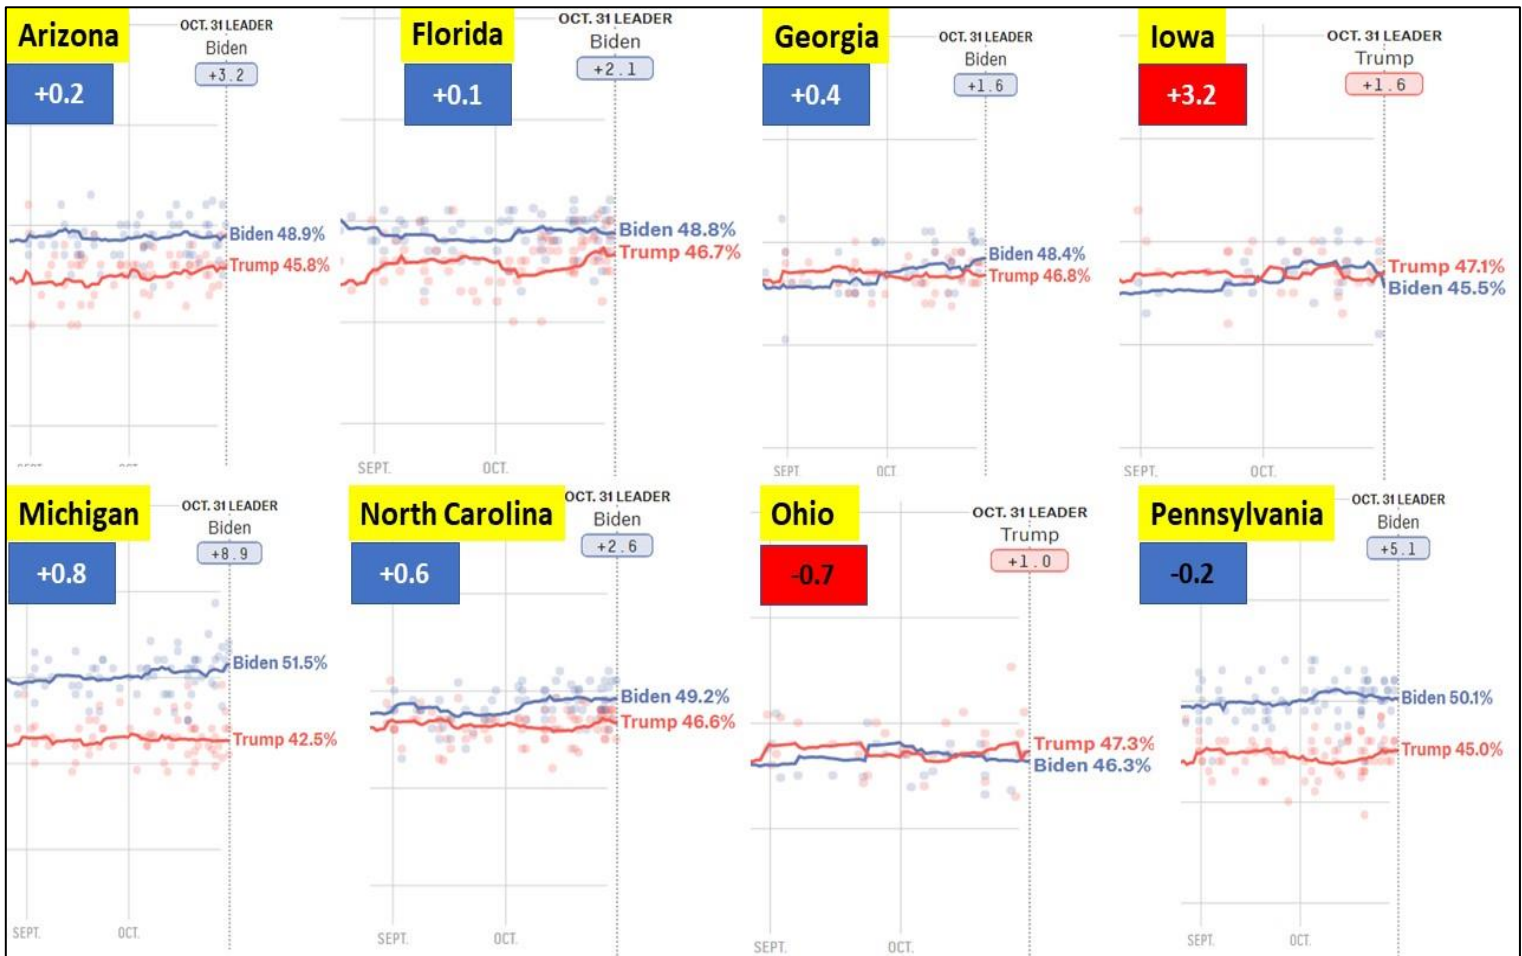 Arizona
OCT. 31 LEADER
Biden
+3.2
+0.2
Biden 48.9%
Trump 45.8%
Florida
OCT. 31 LEADER
Biden
+2.1
+0.1
Biden 48.8%
Trump 46.7%
SEPT.
OCT.
Georgia
OCT. 31 LEADER
Biden
+1.6
+0.4
Biden 48.4%
Trump 46.8%
SEPT.
OCT.
Iowa
OCT. 31 LEADER
Trump
+1.6
+3.2
Trump 47.1%
Biden 45.5%
SEPT.
OCT.
Michigan
OCT. 31 LEADER
Biden
+8.9
+0.8
Biden 51.5%
Trump 42.5%
SEPT.
OCT.
North Carolina
OCT. 31 LEADER
Biden
+2.6
+0.6
Biden 49.2%
Trump 46.6%
SEPT.
OCT.
Ohio
OCT. 31 LEADER
Trump
+1.0
-0.7
Trump 47.3%
Biden 46.3%
SEPT.
OCT.
Pennsylvania
OCT. 31 LEADER
Biden
+5.1
-0.2
Biden 50.1%
Trump 45.0%
SEPT.
OCT.